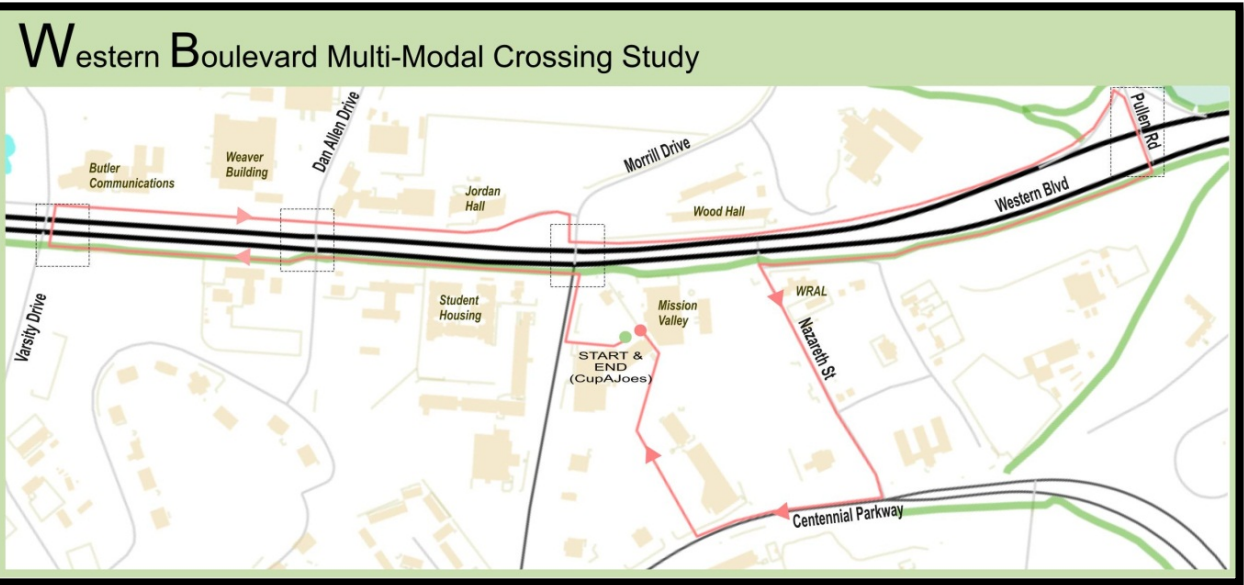 Western Boulevard Multi-Modal Crossing Study
Pullen Rd
Dan Allen Drive
Butler
Communications
Weaver
Building
Morrill Drive
Jordan
Hall
Wood Hall
Western Blvd
Varsity Drive
Student
Housing
Mission
Valley
WRAL
Nazareth St
START &
END
(CupAJoes)
Centennial Parkway